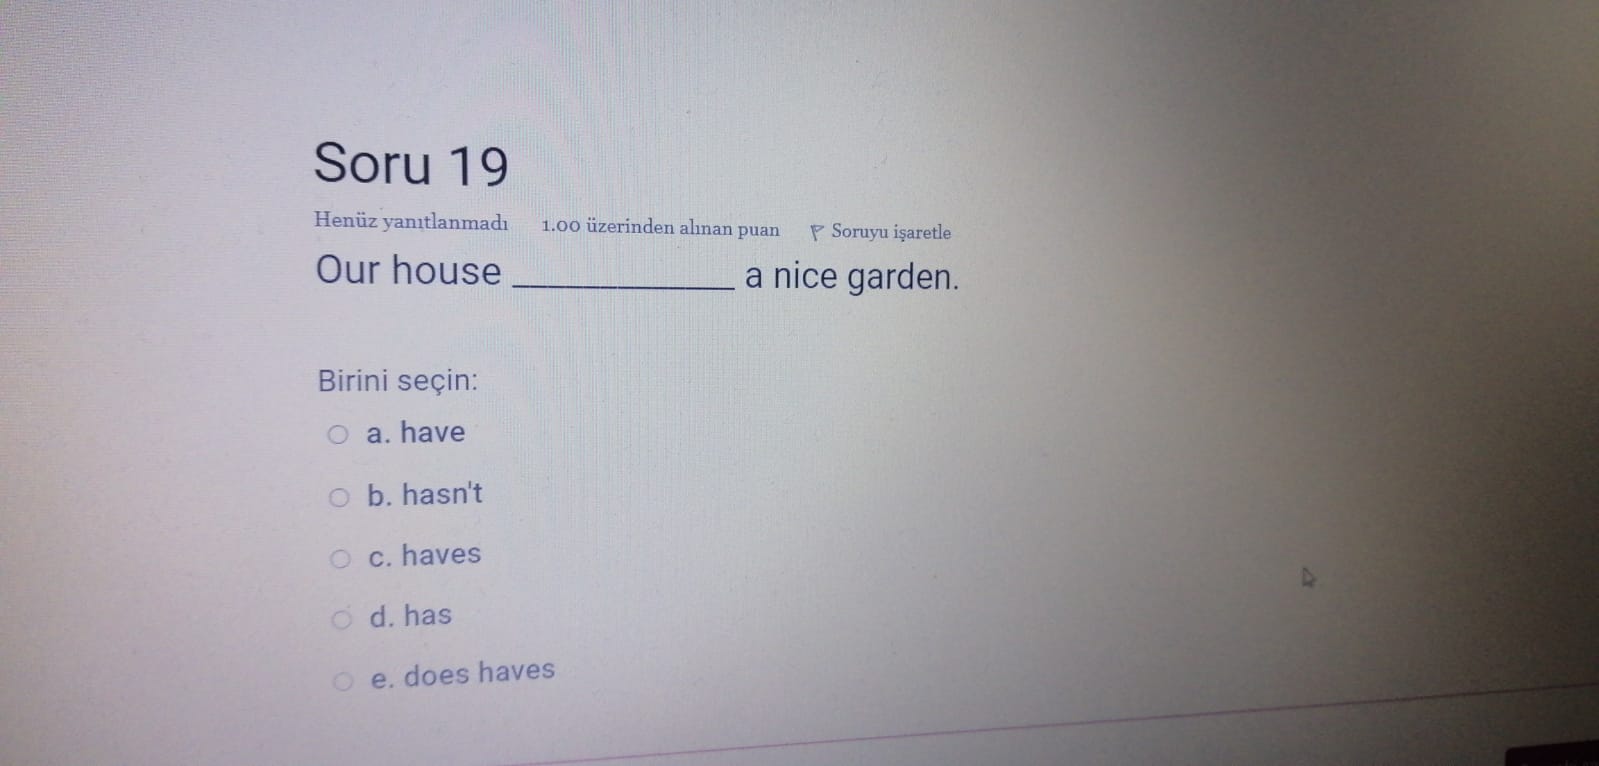 Soru 19
Henüz yanıtlanmadı 1.00 üzerinden alınan puan Soruyu işaretle
Our house ____________ a nice garden.
Birini seçin:
a. have
b. hasn't
c. haves
d. has
e. does haves